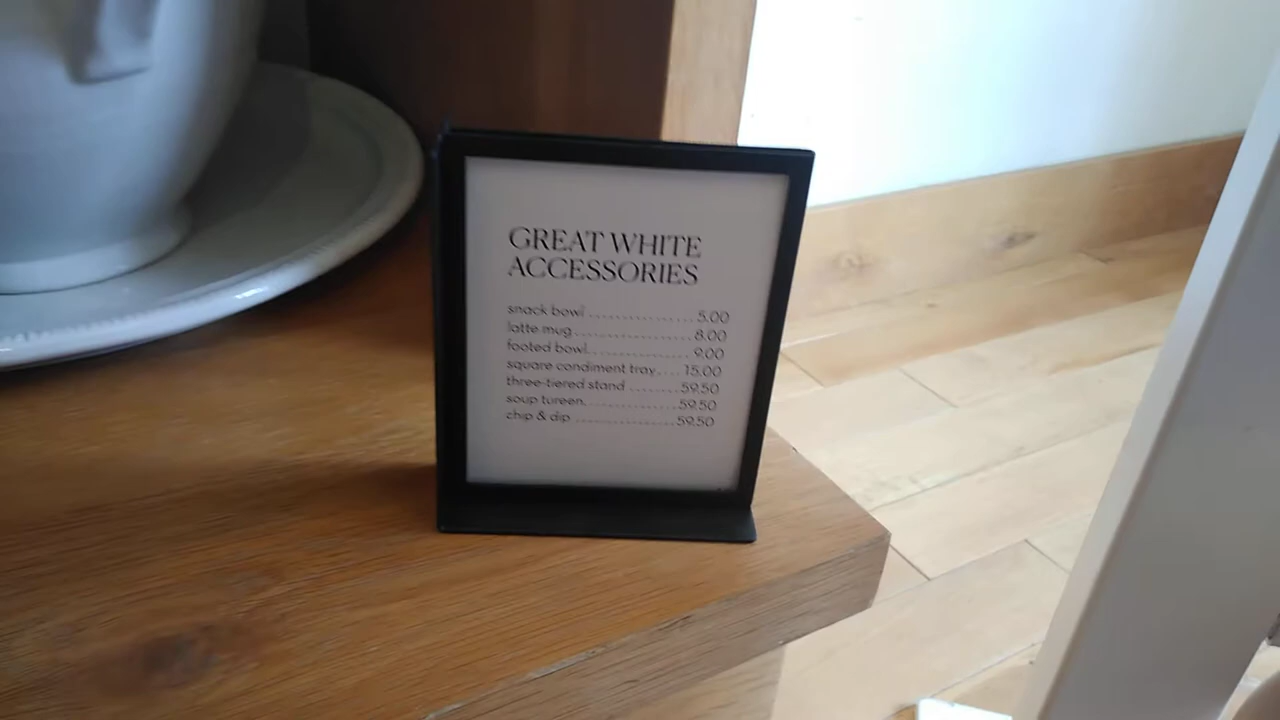 GREAT WHITE
ACCESSORIES
snack bowl ..................... 5.00
latte mug ....................... 8.00
footed bowl..................... 9.00
square condiment tray..... 15.00
three-tiered stand ........... 59.50
soup tureen................... 59.50
chip & dip ..................... 59.50